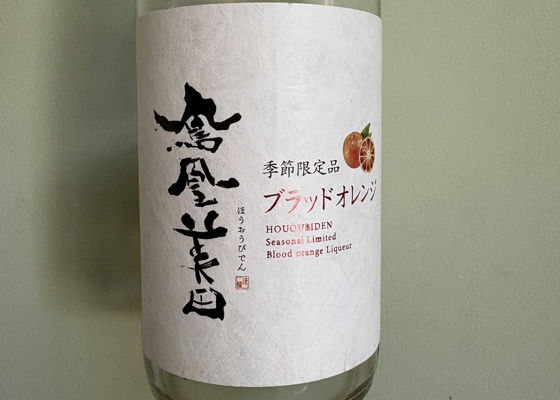 鳳凰美田
ほうおうびでん
季節限定品
ブラッドオレンジ
HOUOUBIDEN
Seasonal Limited
Blood orange Liqueur